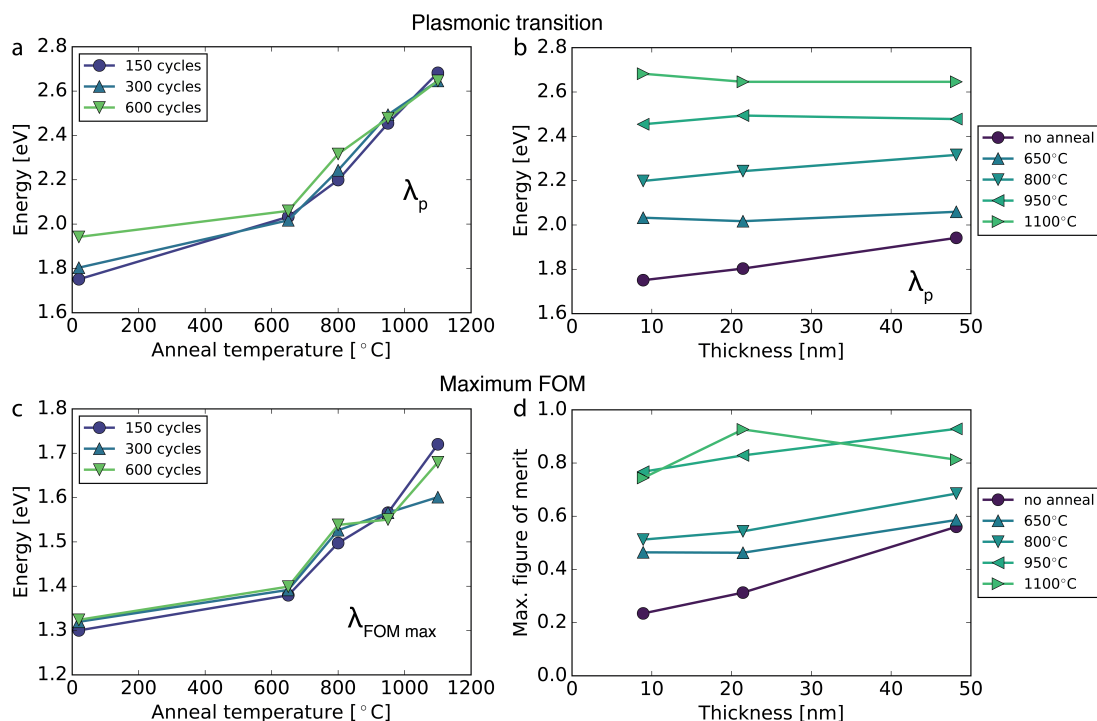 Plasmonic transition
a
2.8
2.6
2.4
2.2
2.0
1.8
1.6
Energy [eV]
150 cycles
300 cycles
600 cycles
λp
0 200 400 600 800 1000 1200
Anneal temperature [°C]
b
2.8
2.6
2.4
2.2
2.0
1.8
1.6
Energy [eV]
λp
0 10 20 30 40 50
Thickness [nm]
no anneal
650°C
800°C
950°C
1100°C
Maximum FOM
c
1.8
1.7
1.6
1.5
1.4
1.3
1.2
Energy [eV]
150 cycles
300 cycles
600 cycles
λFOM max
0 200 400 600 800 1000 1200
Anneal temperature [°C]
d
1.0
0.8
0.6
0.4
0.2
0.0
Max. figure of merit
0 10 20 30 40 50
Thickness [nm]
no anneal
650°C
800°C
950°C
1100°C